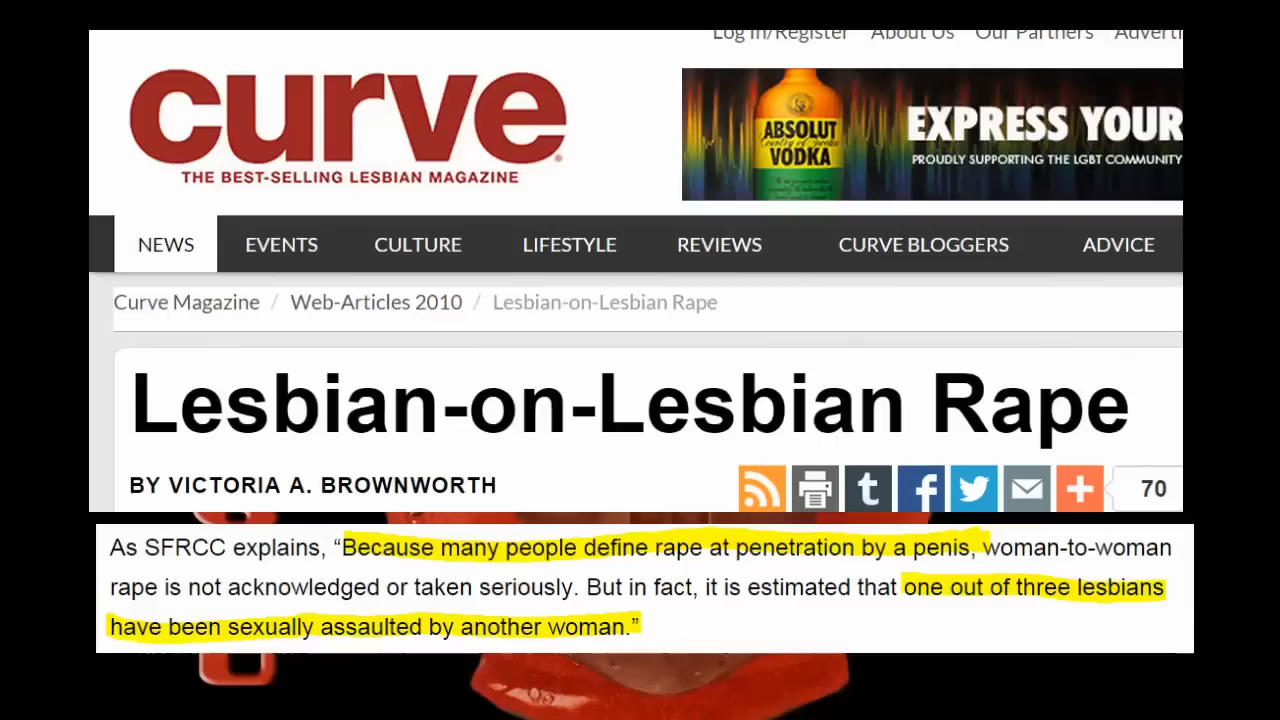 Log In/Register About Us Our Partners
curve
THE BEST-SELLING LESBIAN MAGAZINE
ABSOLUT
Country of Sweden
VODKA
EXPRESS YOUR
PROUDLY SUPPORTING THE LGBT COMMUNITY
NEWS EVENTS CULTURE LIFESTYLE REVIEWS CURVE BLOGGERS ADVICE
Curve Magazine / Web-Articles 2010 / Lesbian-on-Lesbian Rape
Lesbian-on-Lesbian Rape
BY VICTORIA A. BROWNWORTH
70
As SFRCC explains, “Because many people define rape at penetration by a penis, woman-to-woman
rape is not acknowledged or taken seriously. But in fact, it is estimated that one out of three lesbians
have been sexually assaulted by another woman.”